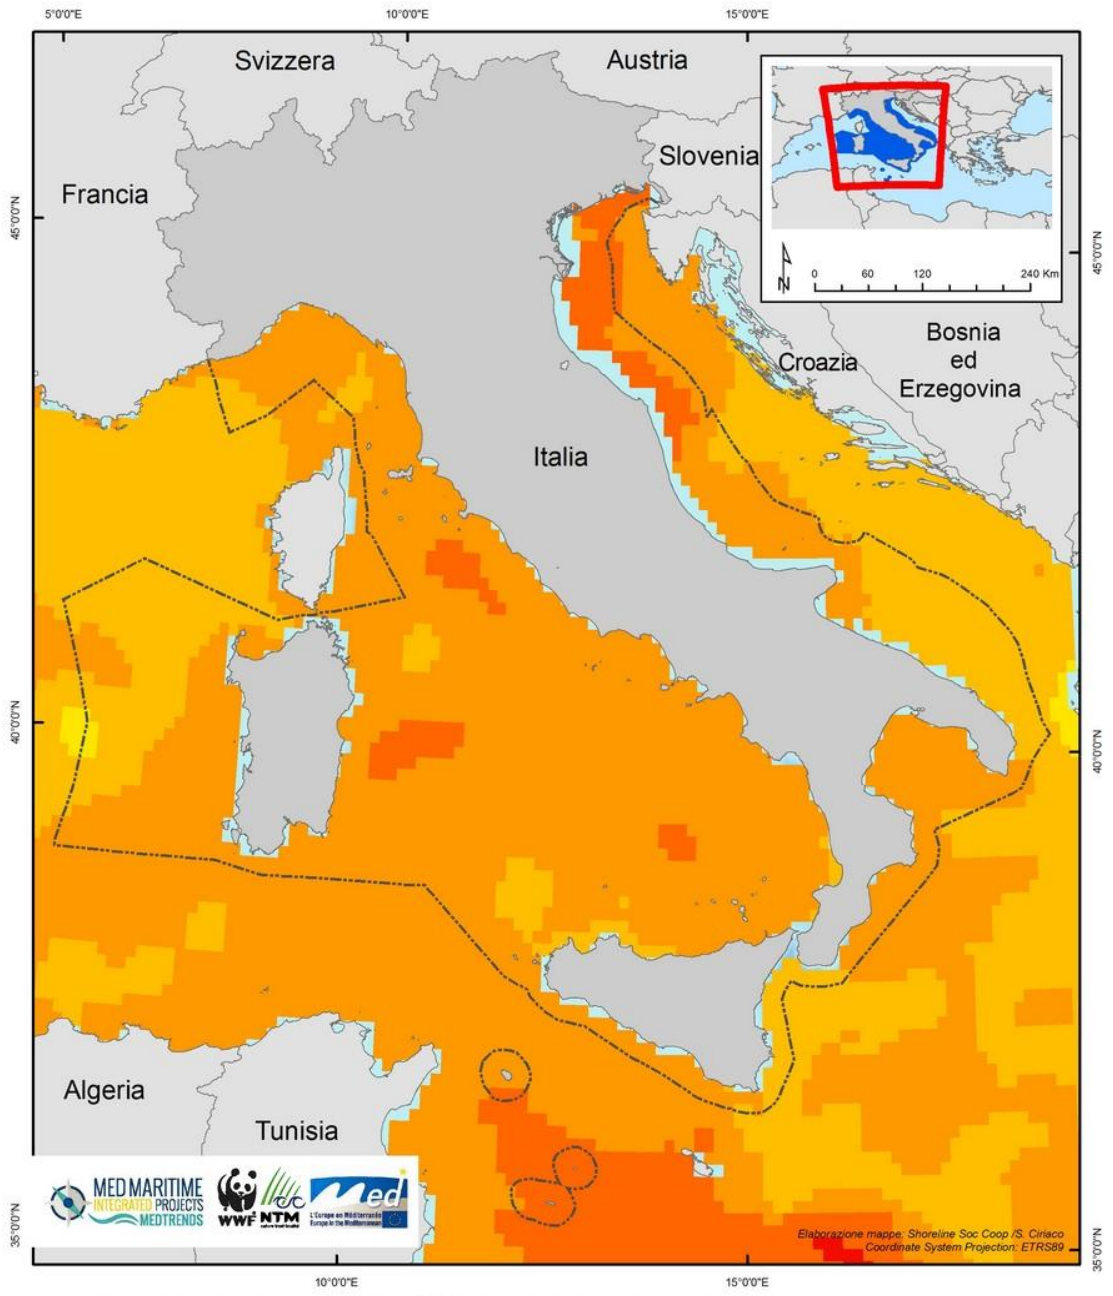 5°0'0"E
10°0'0"E
15°0'0"E
Svizzera
Austria
Slovenia
Francia
45°0'0"N
45°0'0"N
0 60 120 240 Km
Bosnia
ed
Erzegovina
Croazia
Italia
40°0'0"N
40°0'0"N
Algeria
Tunisia
MED MARITIME
INTEGRATED PROJECTS
MEDTRENDS
WWF
NTM
Med
L'Europe en Méditerranée
Europe in the Mediterranean
Elaborazione mappe: Shoreline Soc Coop /S. Ciriaco
Coordinate System Projection: ETRS89
35°0'0"N
35°0'0"N
10°0'0"E
15°0'0"E